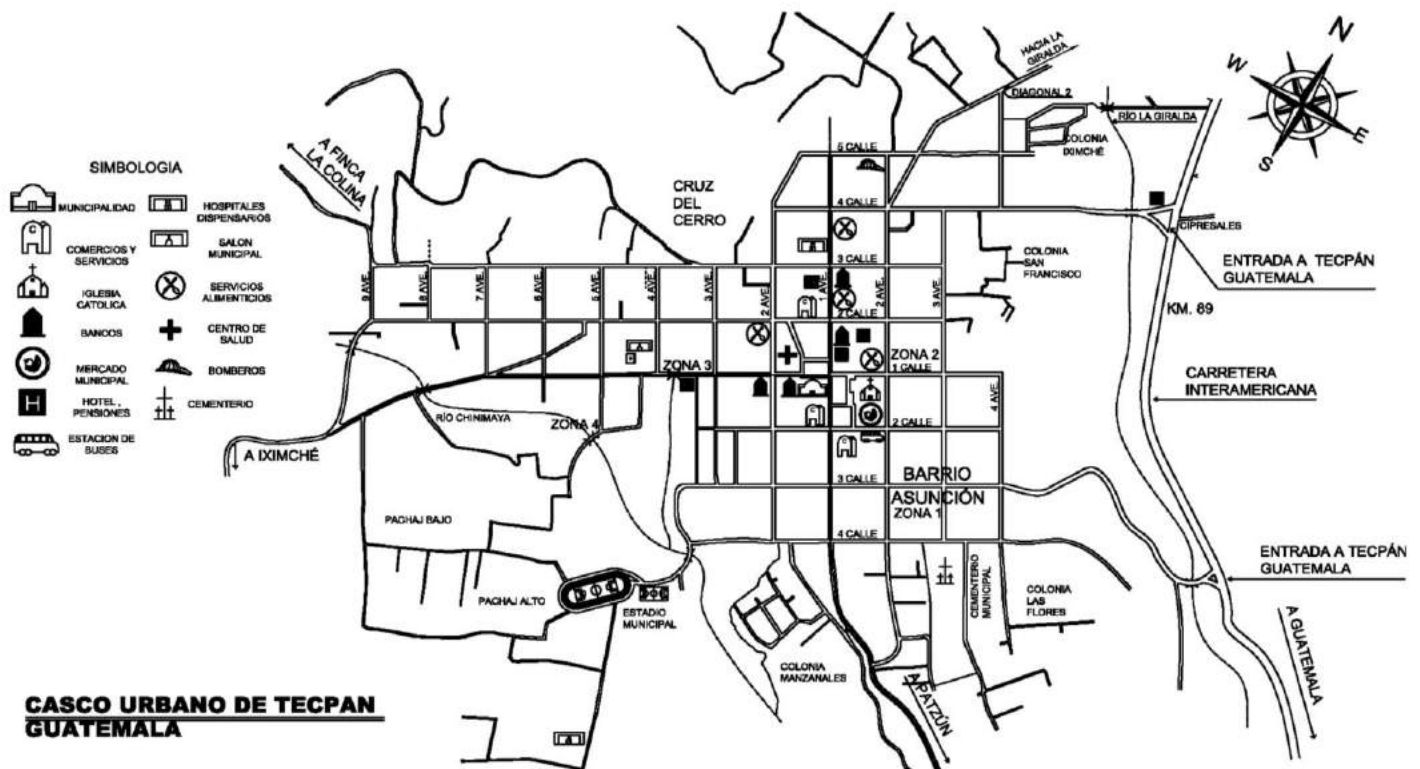 SIMBOLOGIA
MUNICIPALIDAD
HOSPITALES
DISPENSARIOS
COMERCIOS Y
SERVICIOS
SALON
MUNICIPAL
IGLESIA
CATOLICA
SERVICIOS
ALIMENTICIOS
BANCOS
CENTRO DE
SALUD
MERCADO
MUNICIPAL
BOMBEROS
H
HOTEL,
PENSIONES
CEMENTERIO
ESTACION DE
BUSES
N
W
E
S
HACIA LA
GIRALDA
DIAGONAL 2
RÍO LA GIRALDA
COLONIA
IXIMCHÉ
A FINCA
LA COLINA
CRUZ
DEL
CERRO
5 CALLE
4 CALLE
3 CALLE
2 CALLE
CIPRESALES
COLONIA
SAN
FRANCISCO
ENTRADA A TECPÁN
GUATEMALA
KM. 89
CARRETERA
INTERAMERICANA
9 AVE.
8 AVE.
7 AVE.
6 AVE.
5 AVE.
4 AVE.
3 AVE.
2 AVE.
1 AVE.
2 AVE.
3 AVE.
4 AVE.
ZONA 3
ZONA 2
1 CALLE
2 CALLE
3 CALLE
4 CALLE
BARRIO
ASUNCIÓN
ZONA 1
RÍO CHINIMAYA
ZONA 4
A IXIMCHÉ
PACHAJ BAJO
PACHAJ ALTO
ESTADIO
MUNICIPAL
COLONIA
MANZANALES
CEMENTERIO
MUNICIPAL
COLONIA
LAS
FLORES
ENTRADA A TECPÁN
GUATEMALA
A GUATEMALA
A PATZÚN
CASCO URBANO DE TECPAN
GUATEMALA